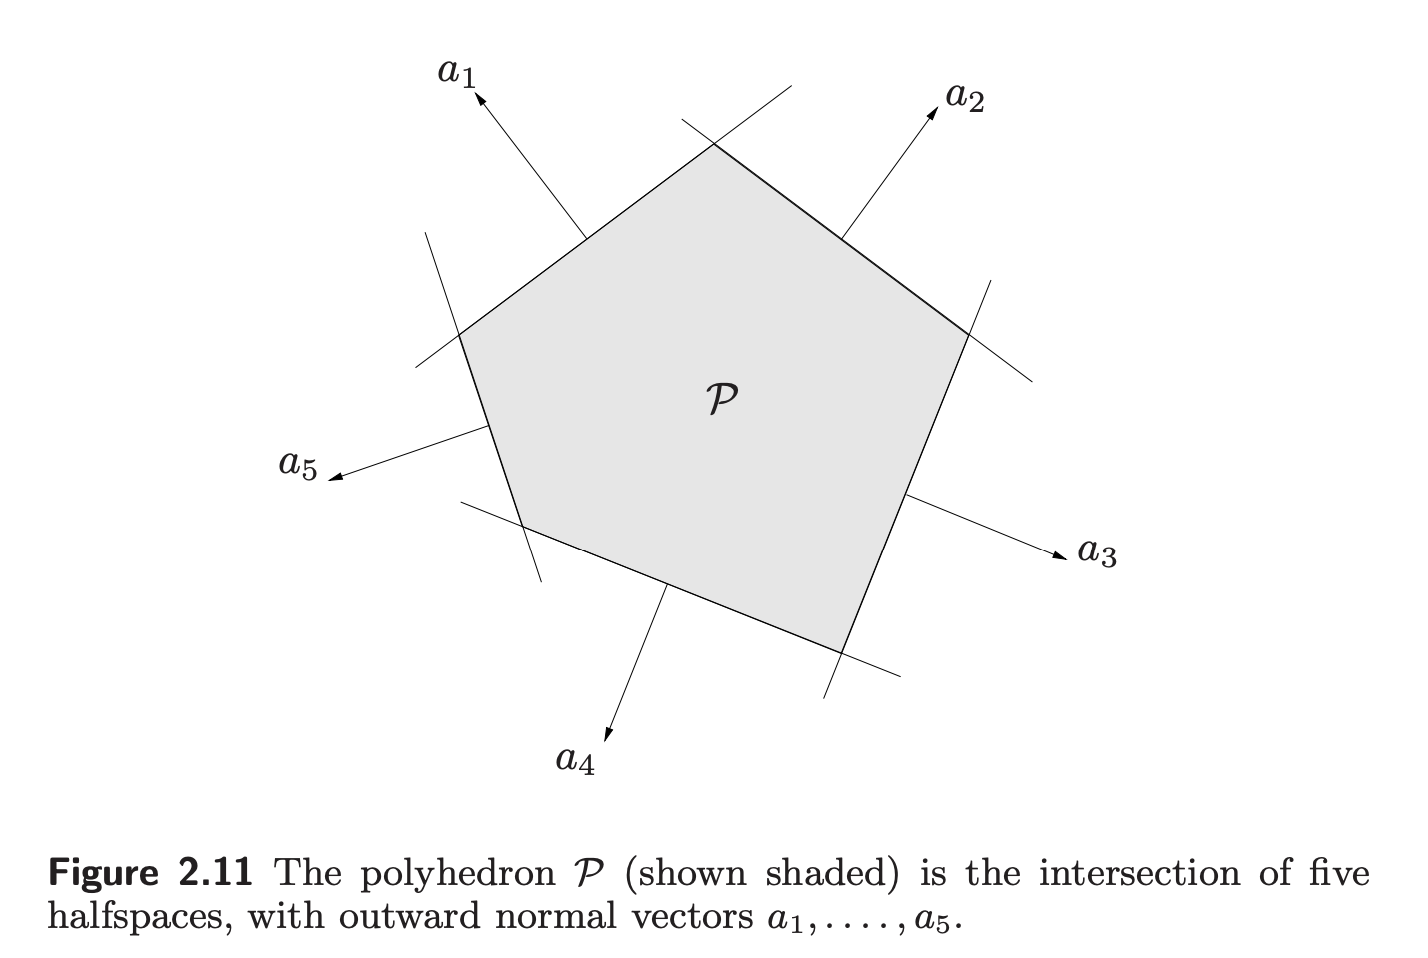 a₁
a₂
𝒫
a₅
a₃
a₄
Figure 2.11 The polyhedron 𝒫 (shown shaded) is the intersection of five
halfspaces, with outward normal vectors a₁, . . . . , a₅.